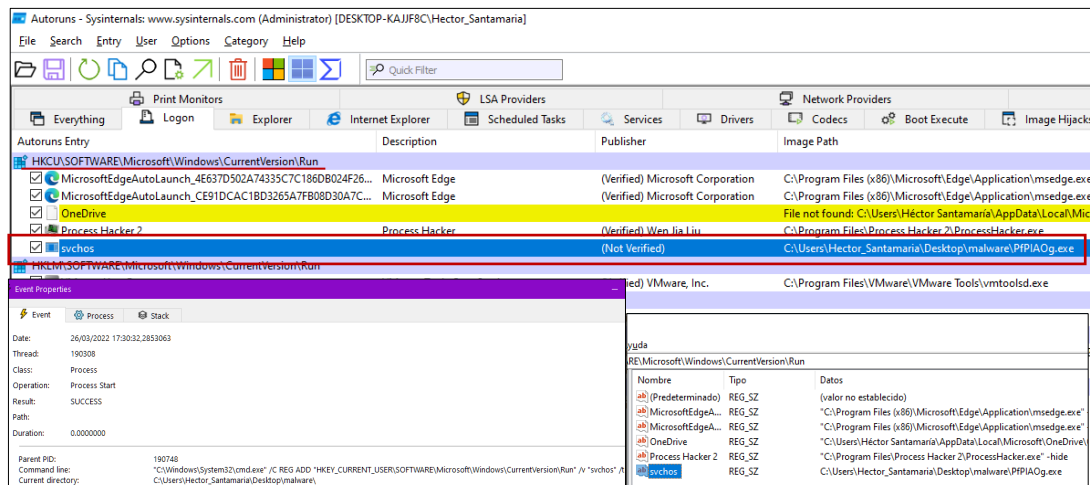 Autoruns - Sysinternals: www.sysinternals.com (Administrator) [DESKTOP-KAJJF8C\Hector_Santamaria]
File Search Entry User Options Category Help
Quick Filter
Print Monitors LSA Providers Network Providers
Everything Logon Explorer Internet Explorer Scheduled Tasks Services Drivers Codecs Boot Execute Image Hijacks
Autoruns Entry Description Publisher Image Path
HKCU\SOFTWARE\Microsoft\Windows\CurrentVersion\Run
MicrosoftEdgeAutoLaunch_4E637D502A74335C7C186DB024F26... Microsoft Edge (Verified) Microsoft Corporation C:\Program Files (x86)\Microsoft\Edge\Application\msedge.exe
MicrosoftEdgeAutoLaunch_CE91DCAC1BD3265A7FB08D30A7C... Microsoft Edge (Verified) Microsoft Corporation C:\Program Files (x86)\Microsoft\Edge\Application\msedge.exe
OneDrive File not found: C:\Users\Héctor Santamaría\AppData\Local\Mic
Process Hacker 2 Process Hacker (Verified) Wen Jia Liu C:\Program Files\Process Hacker 2\ProcessHacker.exe
svchos (Not Verified) C:\Users\Hector_Santamaria\Desktop\malware\PfPIAOg.exe
HKLM\SOFTWARE\Microsoft\Windows\CurrentVersion\Run
ied) VMware, Inc. C:\Program Files\VMware\VMware Tools\vmtoolsd.exe
Event Properties
Event Process Stack
Date: 26/03/2022 17:30:32,2853063
Thread: 190308
Class: Process
Operation: Process Start
Result: SUCCESS
Path:
Duration: 0.0000000
Parent PID: 190748
Command line: "C:\Windows\System32\cmd.exe" /C REG ADD "HKEY_CURRENT_USER\SOFTWARE\Microsoft\Windows\CurrentVersion\Run" /v "svchos" /t
Current directory: C:\Users\Hector_Santamaria\Desktop\malware\
yuda
RE\Microsoft\Windows\CurrentVersion\Run
Nombre Tipo Datos
(Predeterminado) REG_SZ (valor no establecido)
MicrosoftEdgeA... REG_SZ "C:\Program Files (x86)\Microsoft\Edge\Application\msedge.exe"
MicrosoftEdgeA... REG_SZ "C:\Program Files (x86)\Microsoft\Edge\Application\msedge.exe"
OneDrive REG_SZ "C:\Users\Héctor Santamaría\AppData\Local\Microsoft\OneDrive\
Process Hacker 2 REG_SZ "C:\Program Files\Process Hacker 2\ProcessHacker.exe" -hide
svchos REG_SZ C:\Users\Hector_Santamaria\Desktop\malware\PfPIAOg.exe